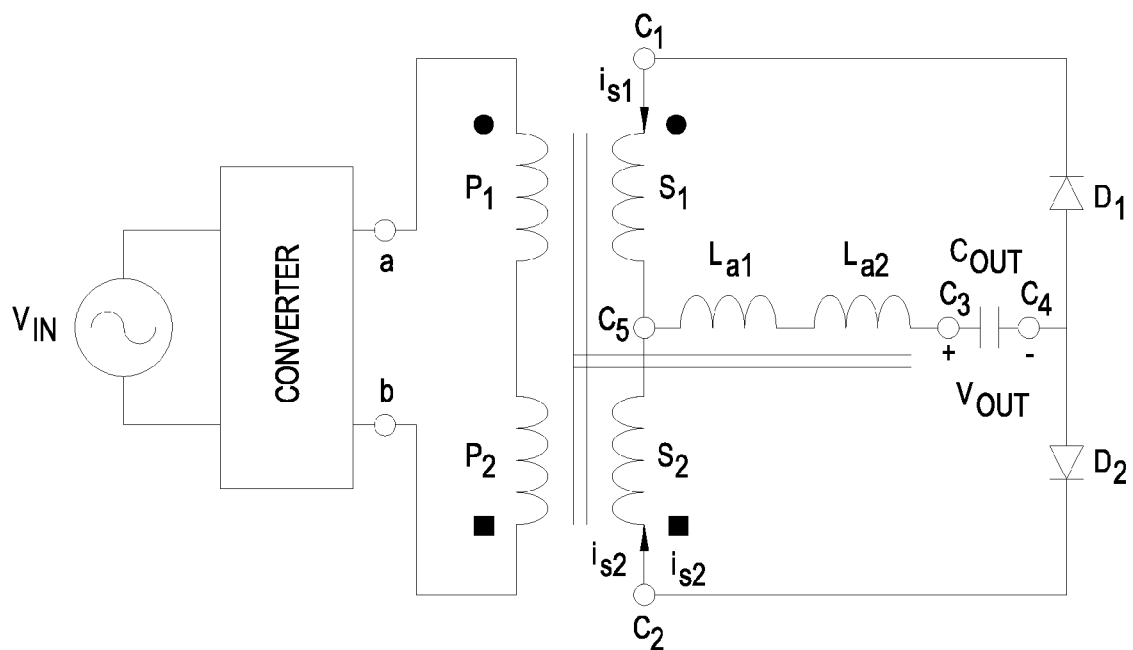 C1
is1
P1
S1
D1
La1
La2
COUT
a
C3
C4
VIN
CONVERTER
C5
+
-
b
VOUT
P2
S2
D2
is2
is2
C2